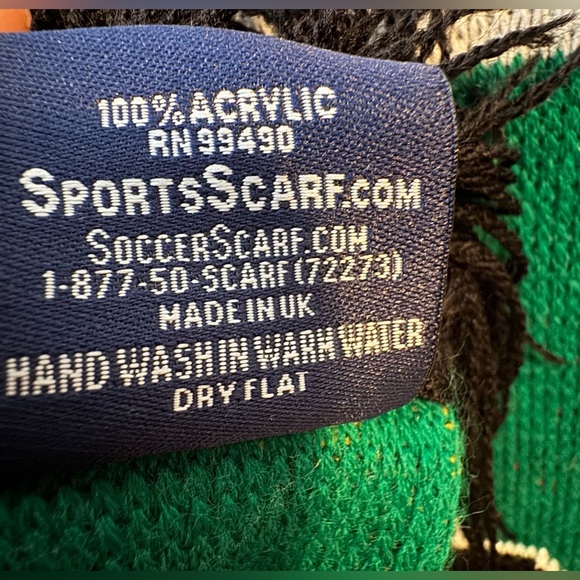 100% ACRYLIC
RN 99490
SPORTSSCARF.COM
SOCCERSCARF.COM
1-877-50-SCARF(72273)
MADE IN UK
HAND WASH IN WARM WATER
DRY FLAT